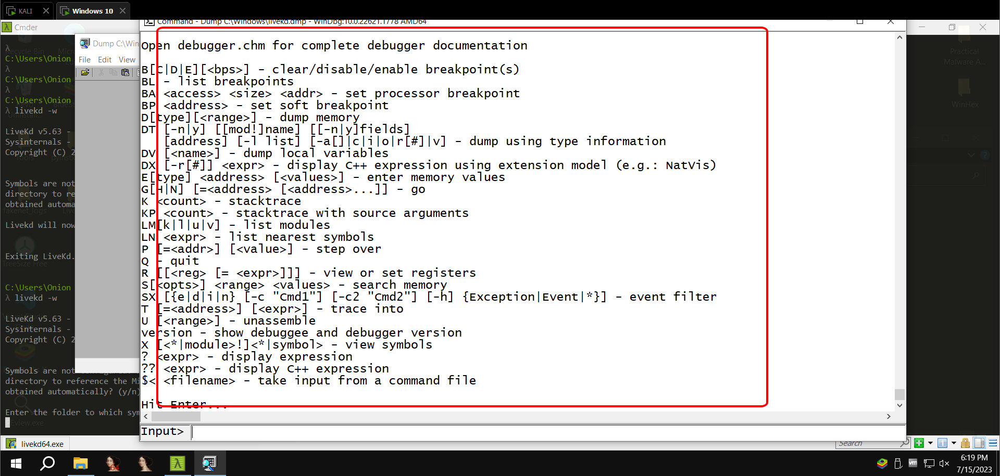 KALI
Windows 10
Cmder
Command - Dump C:\Windows\livekd.dmp - WinDbg:10.0.22621.1778 AMD64
Dump C:\Win
File Edit View
λ
C:\Users\Onion
λ
C:\Users\Onion
λ
C:\Users\Onion
λ livekd -w
LiveKd v5.63 -
Sysinternals -
Copyright (C) 2
Symbols are not
directory to re
obtained automa
Livekd will now
Exiting LiveKd.
TreeSize Free
C:\Users\Onion
λ livekd -w
LiveKd v5.63 -
Sysinternals -
Copyright (C) 2
Symbols are not
directory to reference the Mi
obtained automatically? (y/n)
Enter the folder to which sym
Open debugger.chm for complete debugger documentation
B[C|D|E][<bps>] - clear/disable/enable breakpoint(s)
BL - list breakpoints
BA <access> <size> <addr> - set processor breakpoint
BP <address> - set soft breakpoint
D[type][<range>] - dump memory
DT [-n|y] [[mod!]name] [[-n|y]fields]
[address] [-l list] [-a[]|c|i|o|r[#]|v] - dump using type information
DV [<name>] - dump local variables
DX [-r[#]] <expr> - display C++ expression using extension model (e.g.: NatVis)
E[type] <address> [<values>] - enter memory values
G[H|N] [=<address> [<address>...]] - go
K <count> - stacktrace
KP <count> - stacktrace with source arguments
LM[k|l|u|v] - list modules
LN <expr> - list nearest symbols
P [=<addr>] [<value>] - step over
Q - quit
R [[<reg> [= <expr>]]] - view or set registers
S[<opts>] <range> <values> - search memory
SX [{e|d|i|n} [-c "Cmd1"] [-c2 "Cmd2"] [-h] {Exception|Event|*}] - event filter
T [=<address>] [<expr>] - trace into
U [<range>] - unassemble
version - show debuggee and debugger version
X [<*|module>!]<*|symbol> - view symbols
? <expr> - display expression
?? <expr> - display C++ expression
$< <filename> - take input from a command file
Hit Enter...
Input>
Practical
Malware A...
WinHex
livekd64.exe
Search
6:19 PM
7/15/2023